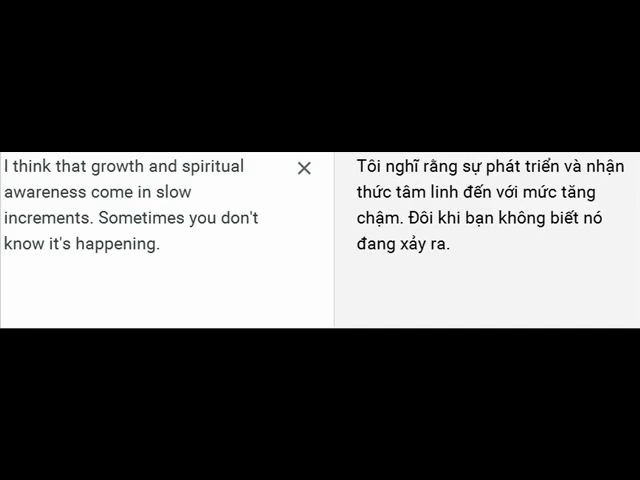 I think that growth and spiritual
awareness come in slow
increments. Sometimes you don't
know it's happening.
Tôi nghĩ rằng sự phát triển và nhận
thức tâm linh đến với mức tăng
chậm. Đôi khi bạn không biết nó
đang xảy ra.